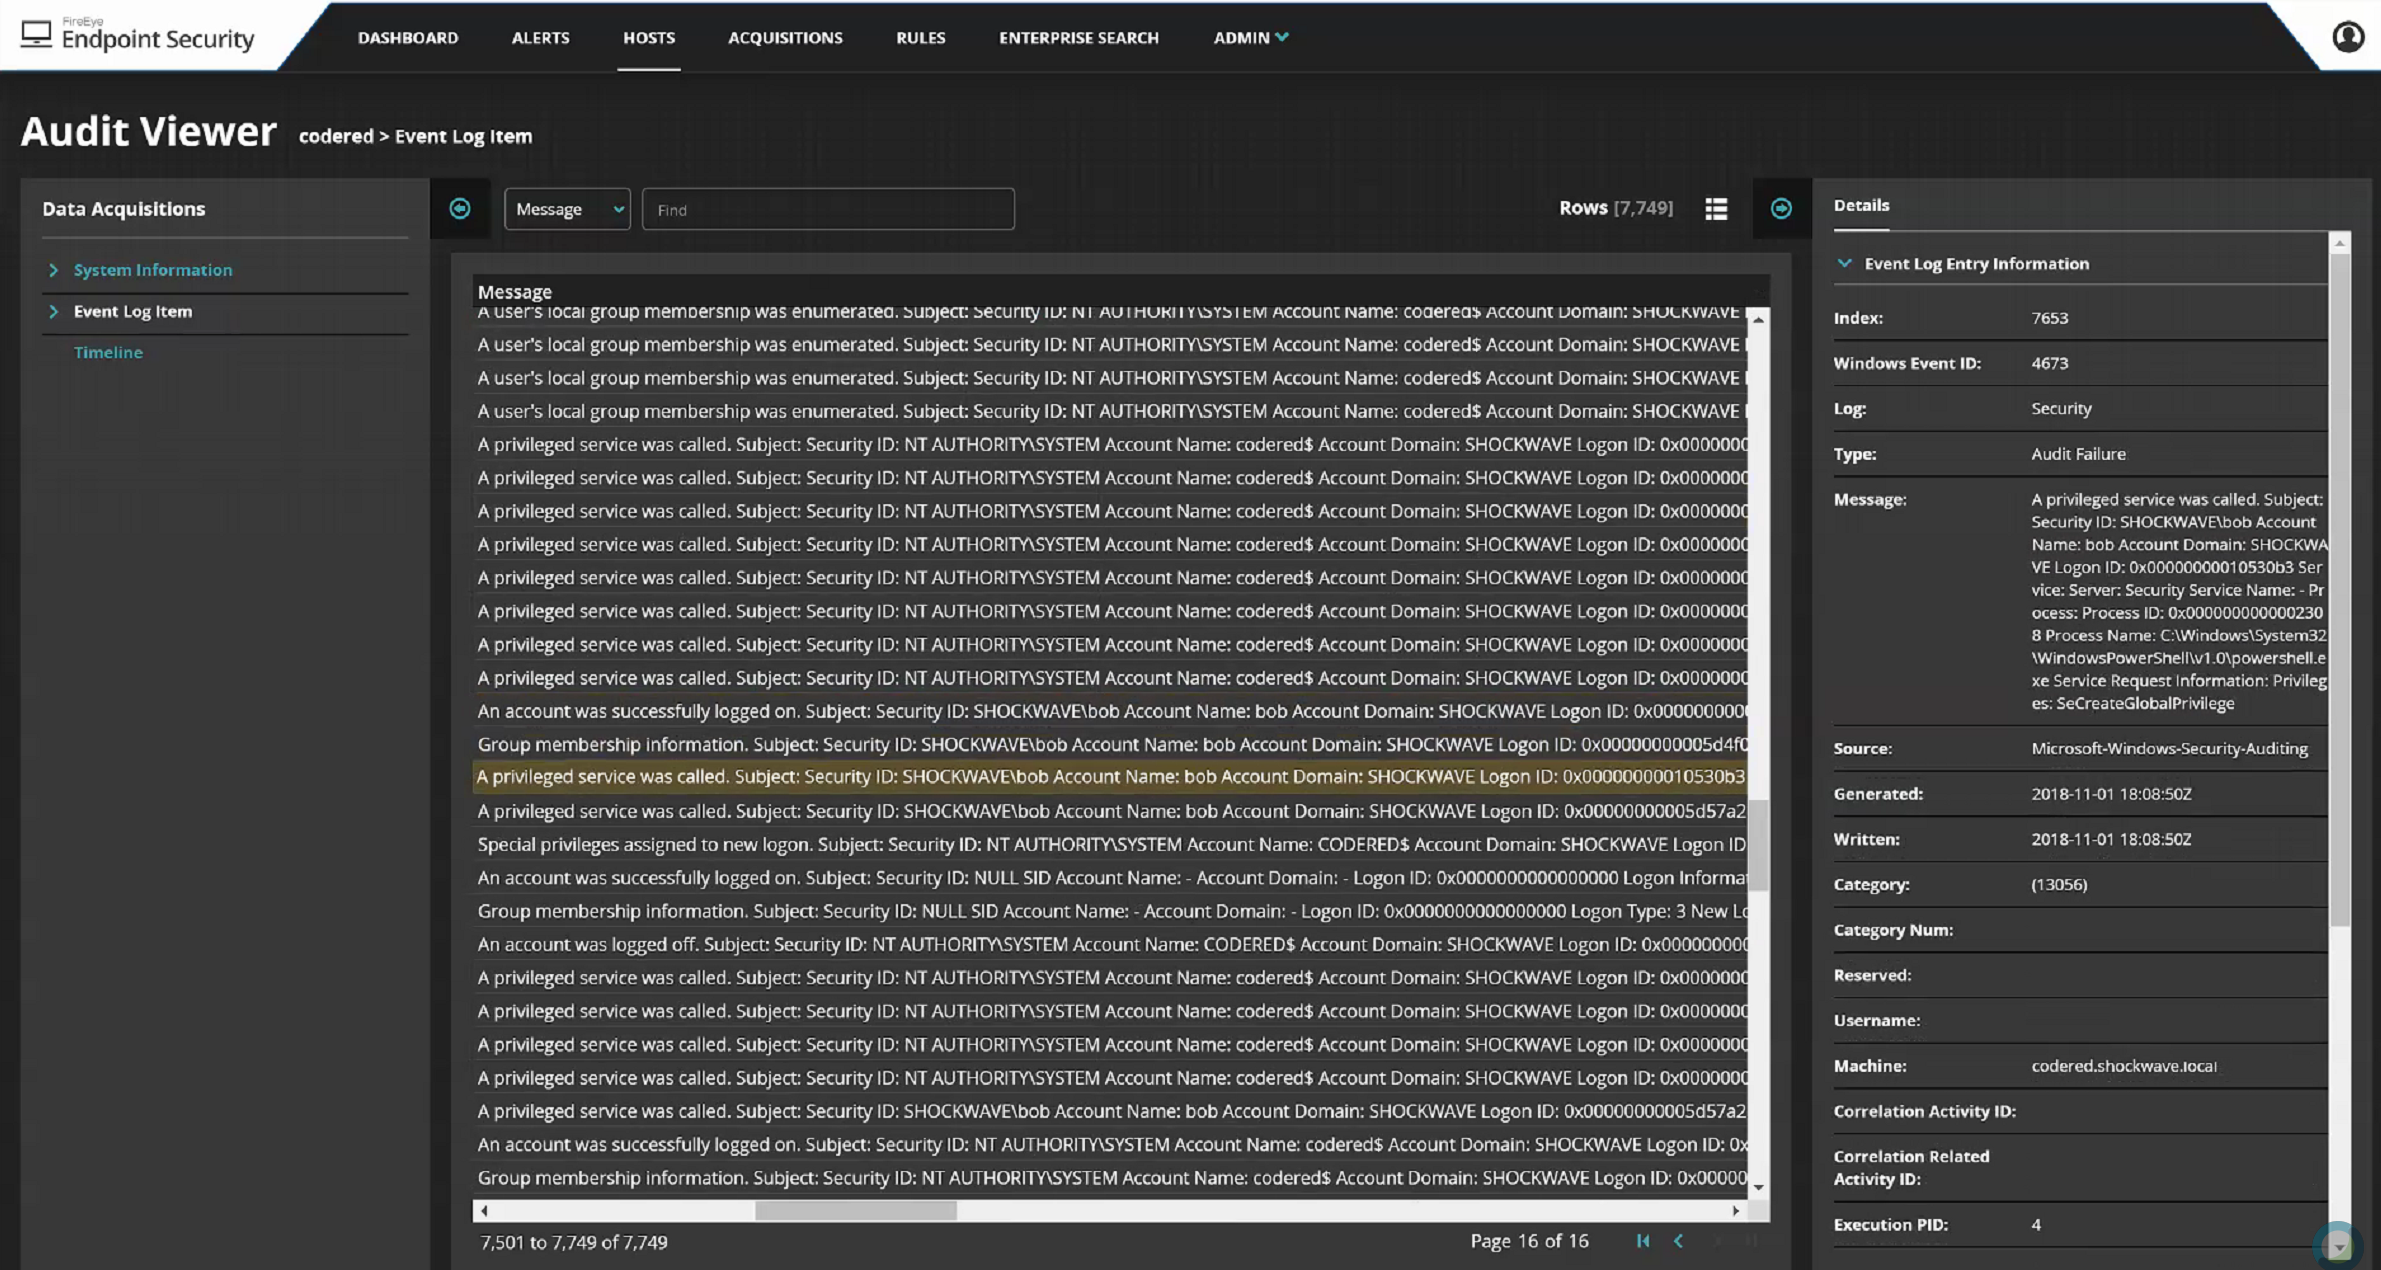 FireEye
Endpoint Security
DASHBOARD
ALERTS
HOSTS
ACQUISITIONS
RULES
ENTERPRISE SEARCH
ADMIN
Audit Viewer
codered > Event Log Item
Data Acquisitions
System Information
Event Log Item
Timeline
Message
Find
Rows [7,749]
Message
A user's local group membership was enumerated. Subject: Security ID: NT AUTHORITY\SYSTEM Account Name: codered$ Account Domain: SHOCKWAVE
A user's local group membership was enumerated. Subject: Security ID: NT AUTHORITY\SYSTEM Account Name: codered$ Account Domain: SHOCKWAVE
A user's local group membership was enumerated. Subject: Security ID: NT AUTHORITY\SYSTEM Account Name: codered$ Account Domain: SHOCKWAVE
A user's local group membership was enumerated. Subject: Security ID: NT AUTHORITY\SYSTEM Account Name: codered$ Account Domain: SHOCKWAVE
A privileged service was called. Subject: Security ID: NT AUTHORITY\SYSTEM Account Name: codered$ Account Domain: SHOCKWAVE Logon ID: 0x0000000
A privileged service was called. Subject: Security ID: NT AUTHORITY\SYSTEM Account Name: codered$ Account Domain: SHOCKWAVE Logon ID: 0x0000000
A privileged service was called. Subject: Security ID: NT AUTHORITY\SYSTEM Account Name: codered$ Account Domain: SHOCKWAVE Logon ID: 0x0000000
A privileged service was called. Subject: Security ID: NT AUTHORITY\SYSTEM Account Name: codered$ Account Domain: SHOCKWAVE Logon ID: 0x0000000
A privileged service was called. Subject: Security ID: NT AUTHORITY\SYSTEM Account Name: codered$ Account Domain: SHOCKWAVE Logon ID: 0x0000000
A privileged service was called. Subject: Security ID: NT AUTHORITY\SYSTEM Account Name: codered$ Account Domain: SHOCKWAVE Logon ID: 0x0000000
A privileged service was called. Subject: Security ID: NT AUTHORITY\SYSTEM Account Name: codered$ Account Domain: SHOCKWAVE Logon ID: 0x0000000
A privileged service was called. Subject: Security ID: NT AUTHORITY\SYSTEM Account Name: codered$ Account Domain: SHOCKWAVE Logon ID: 0x0000000
An account was successfully logged on. Subject: Security ID: SHOCKWAVE\bob Account Name: bob Account Domain: SHOCKWAVE Logon ID: 0x0000000000
Group membership information. Subject: Security ID: SHOCKWAVE\bob Account Name: bob Account Domain: SHOCKWAVE Logon ID: 0x00000000005d4f0
A privileged service was called. Subject: Security ID: SHOCKWAVE\bob Account Name: bob Account Domain: SHOCKWAVE Logon ID: 0x00000000010530b3
A privileged service was called. Subject: Security ID: SHOCKWAVE\bob Account Name: bob Account Domain: SHOCKWAVE Logon ID: 0x00000000005d57a2
Special privileges assigned to new logon. Subject: Security ID: NT AUTHORITY\SYSTEM Account Name: CODERED$ Account Domain: SHOCKWAVE Logon ID
An account was successfully logged on. Subject: Security ID: NULL SID Account Name: - Account Domain: - Logon ID: 0x0000000000000000 Logon Informa
Group membership information. Subject: Security ID: NULL SID Account Name: - Account Domain: - Logon ID: 0x0000000000000000 Logon Type: 3 New Lo
An account was logged off. Subject: Security ID: NT AUTHORITY\SYSTEM Account Name: CODERED$ Account Domain: SHOCKWAVE Logon ID: 0x000000000
A privileged service was called. Subject: Security ID: NT AUTHORITY\SYSTEM Account Name: codered$ Account Domain: SHOCKWAVE Logon ID: 0x0000000
A privileged service was called. Subject: Security ID: NT AUTHORITY\SYSTEM Account Name: codered$ Account Domain: SHOCKWAVE Logon ID: 0x0000000
A privileged service was called. Subject: Security ID: NT AUTHORITY\SYSTEM Account Name: codered$ Account Domain: SHOCKWAVE Logon ID: 0x0000000
A privileged service was called. Subject: Security ID: NT AUTHORITY\SYSTEM Account Name: codered$ Account Domain: SHOCKWAVE Logon ID: 0x0000000
A privileged service was called. Subject: Security ID: SHOCKWAVE\bob Account Name: bob Account Domain: SHOCKWAVE Logon ID: 0x00000000005d57a2
An account was successfully logged on. Subject: Security ID: NT AUTHORITY\SYSTEM Account Name: codered$ Account Domain: SHOCKWAVE Logon ID: 0x
Group membership information. Subject: Security ID: NT AUTHORITY\SYSTEM Account Name: codered$ Account Domain: SHOCKWAVE Logon ID: 0x00000
7,501 to 7,749 of 7,749
Page 16 of 16
Details
Event Log Entry Information
Index: 7653
Windows Event ID: 4673
Log: Security
Type: Audit Failure
Message: A privileged service was called. Subject:
Security ID: SHOCKWAVE\bob Account
Name: bob Account Domain: SHOCKWA
VE Logon ID: 0x00000000010530b3 Ser
vice: Server: Security Service Name: - Pr
ocess: Process ID: 0x000000000000230
8 Process Name: C:\Windows\System32
\WindowsPowerShell\v1.0\powershell.e
xe Service Request Information: Privileg
es: SeCreateGlobalPrivilege
Source: Microsoft-Windows-Security-Auditing
Generated: 2018-11-01 18:08:50Z
Written: 2018-11-01 18:08:50Z
Category: (13056)
Category Num:
Reserved:
Username:
Machine: codered.shockwave.local
Correlation Activity ID:
Correlation Related
Activity ID:
Execution PID: 4